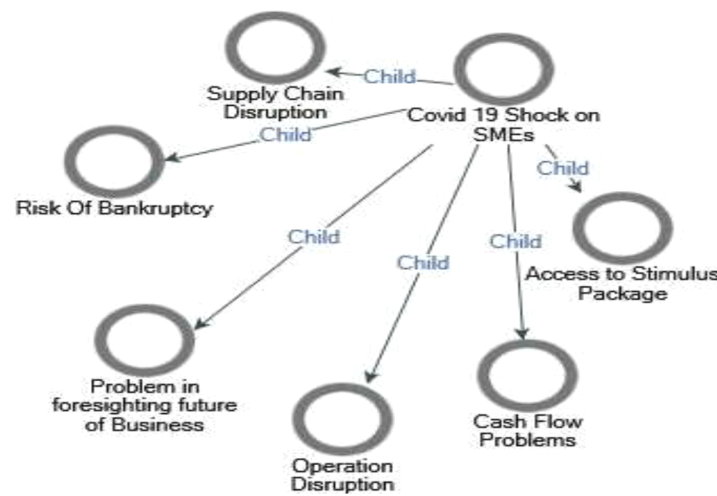 Child
Supply Chain
Disruption
Covid 19 Shock on
SMEs
Child
Child
Risk Of Bankruptcy
Child
Child
Child
Access to Stimulus
Package
Problem in
foresighting future
of Business
Cash Flow
Problems
Operation
Disruption